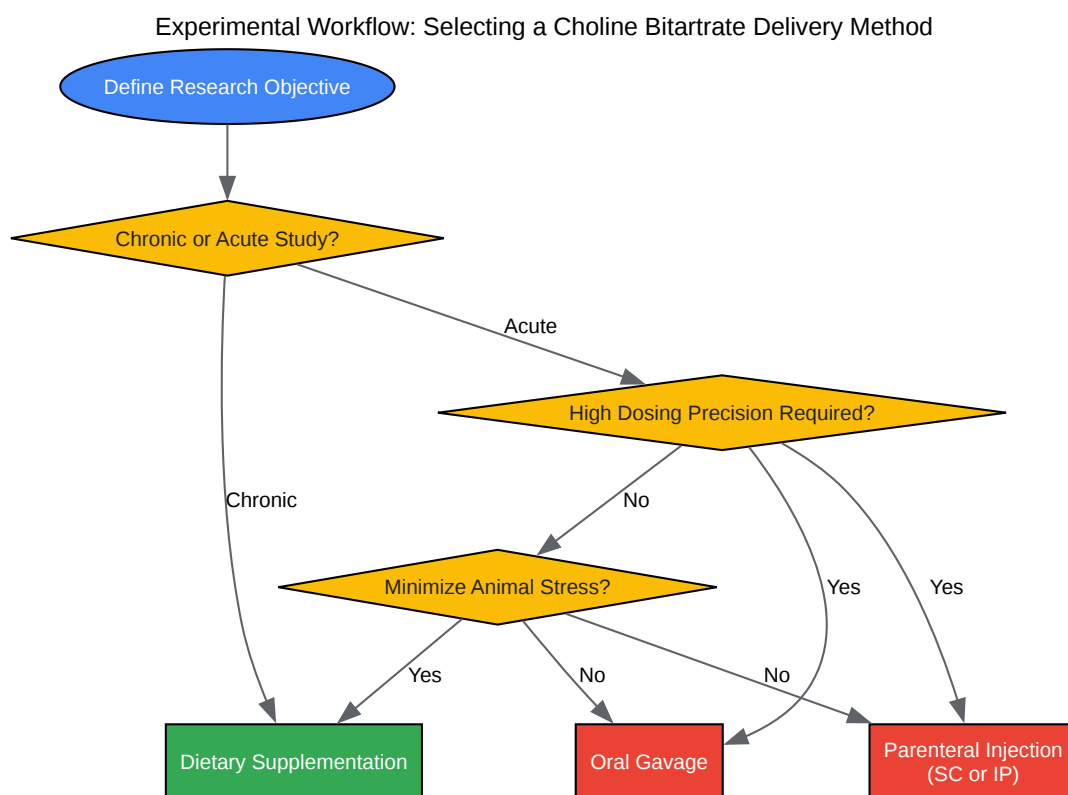 Experimental Workflow: Selecting a Choline Bitartrate Delivery Method
Define Research Objective
Chronic or Acute Study?
Acute
High Dosing Precision Required?
Chronic
No
Minimize Animal Stress?
Yes
Yes
Yes
No
No
Dietary Supplementation
Oral Gavage
Parenteral Injection
(SC or IP)